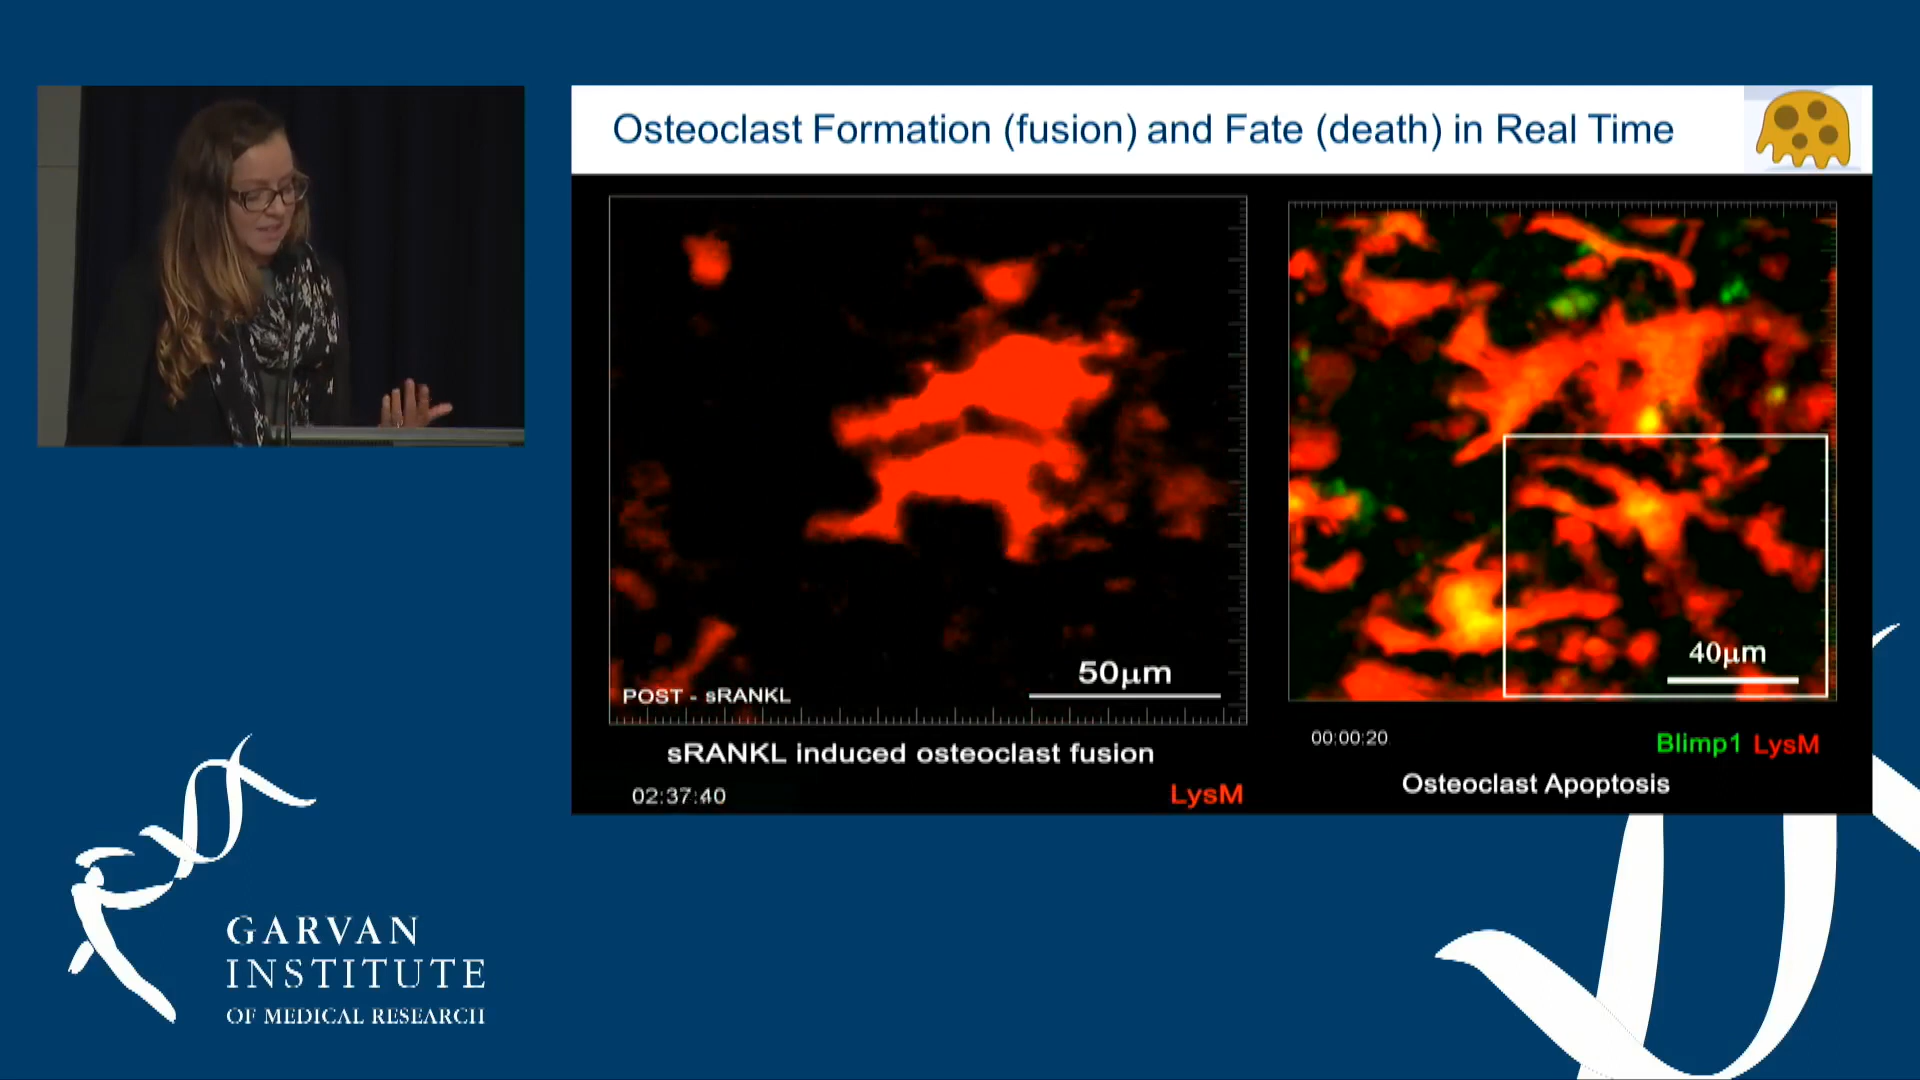 Osteoclast Formation (fusion) and Fate (death) in Real Time
POST - sRANKL
50μm
sRANKL induced osteoclast fusion
02:37:40
LysM
40μm
00:00:20
Blimp1 LysM
Osteoclast Apoptosis
GARVAN
INSTITUTE
OF MEDICAL RESEARCH